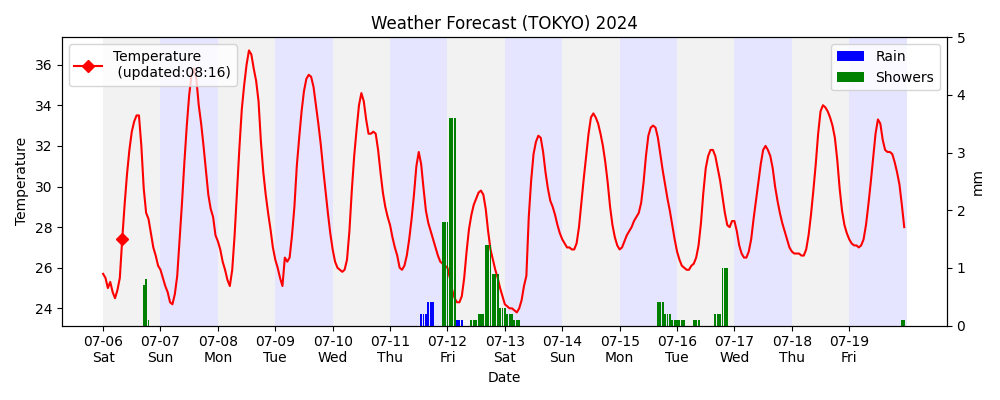 Weather Forecast (TOKYO) 2024
Temperature
(updated:08:16)
Rain
Showers
36
34
32
30
28
26
24
Temperature
5
4
3
2
1
0
mm
07-06 07-07 07-08 07-09 07-10 07-11 07-12 07-13 07-14 07-15 07-16 07-17 07-18 07-19
Sat Sun Mon Tue Wed Thu Fri Sat Sun Mon Tue Wed Thu Fri
Date